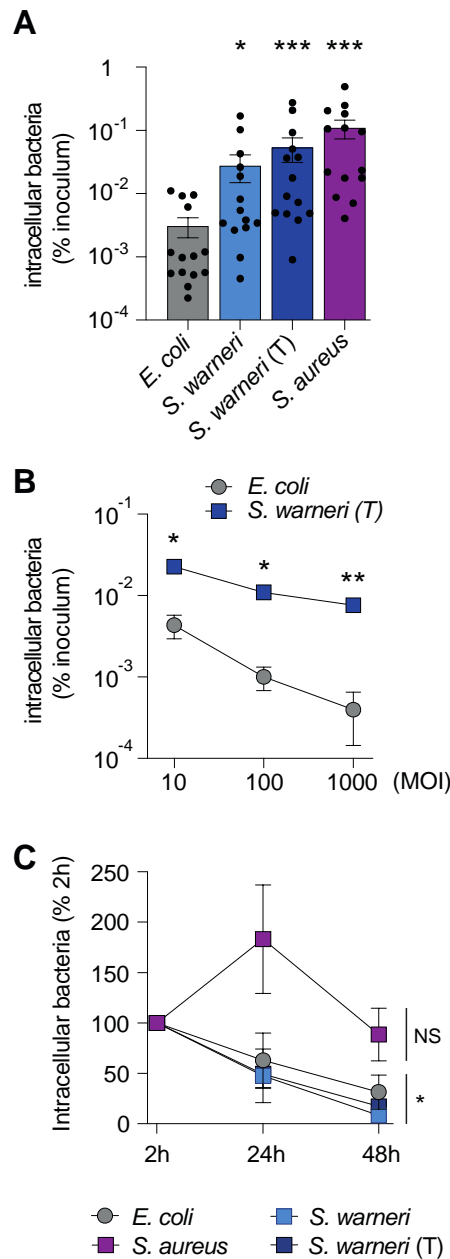 A
* *** ***
1
10-1
10-2
10-3
10-4
intracellular bacteria
(% inoculum)
E. coli
S. warneri
S. warneri (T)
S. aureus
B
E. coli
S. warneri (T)
10-1
10-2
10-3
10-4
intracellular bacteria
(% inoculum)
* * **
10 100 1000 (MOI)
C
250
200
150
100
50
0
Intracellular bacteria (% 2h)
NS
*
2h 24h 48h
E. coli S. warneri
S. aureus S. warneri (T)